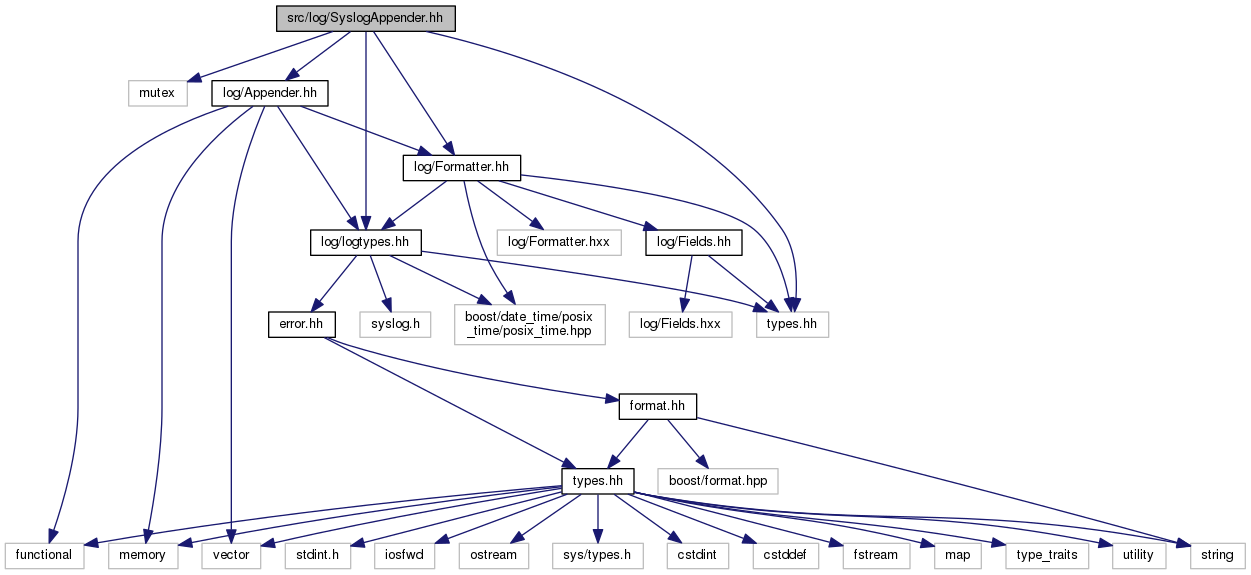 src/log/SyslogAppender.hh
mutex
log/Appender.hh
log/Formatter.hh
log/logtypes.hh
log/Formatter.hxx
log/Fields.hh
error.hh
syslog.h
boost/date_time/posix
_time/posix_time.hpp
log/Fields.hxx
types.hh
format.hh
types.hh
boost/format.hpp
functional
memory
vector
stdint.h
iosfwd
ostream
sys/types.h
cstdint
cstddef
fstream
map
type_traits
utility
string